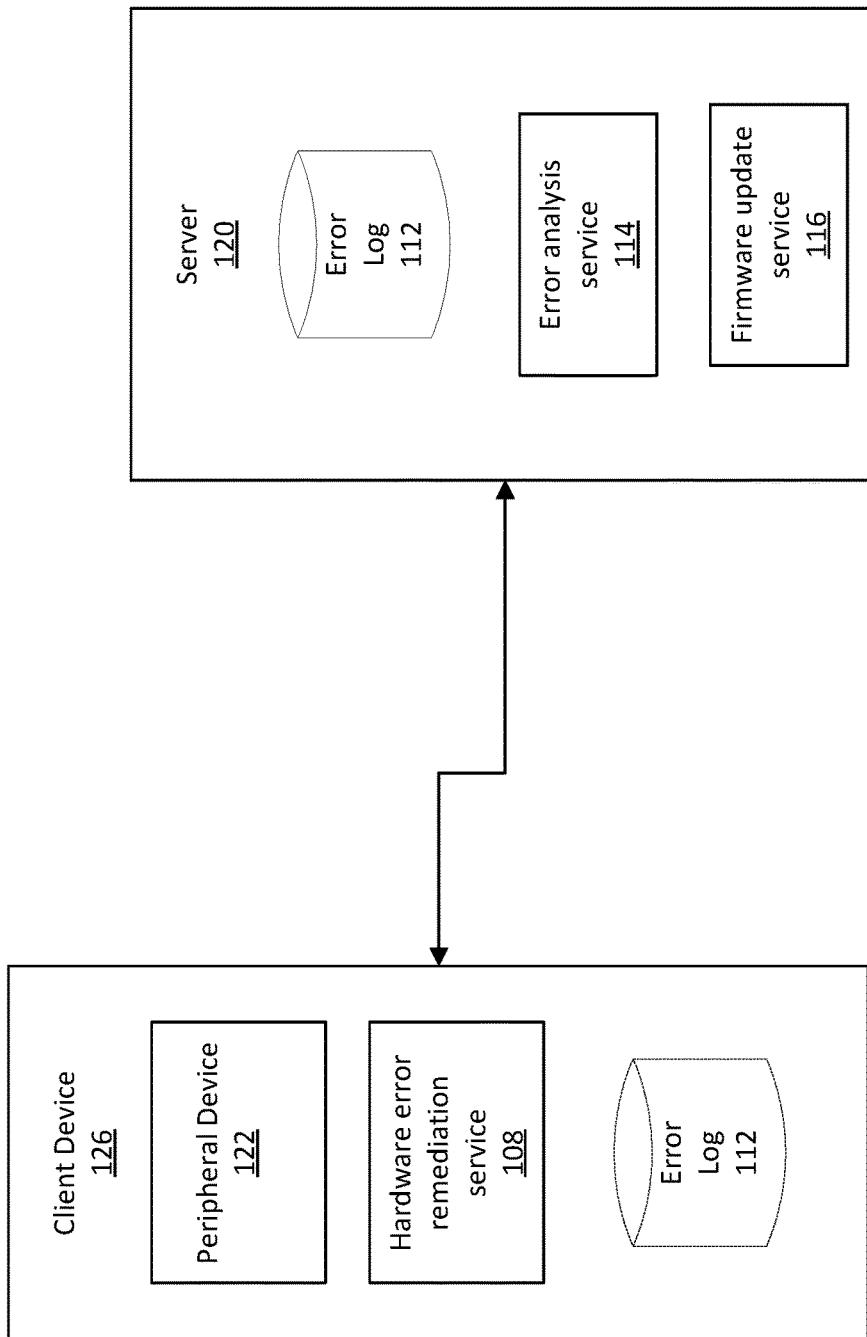 Client Device
126
Peripheral Device
122
Hardware error
remediation
service
108
Error
Log
112
Server
120
Error
Log
112
Error analysis
service
114
Firmware update
service
116